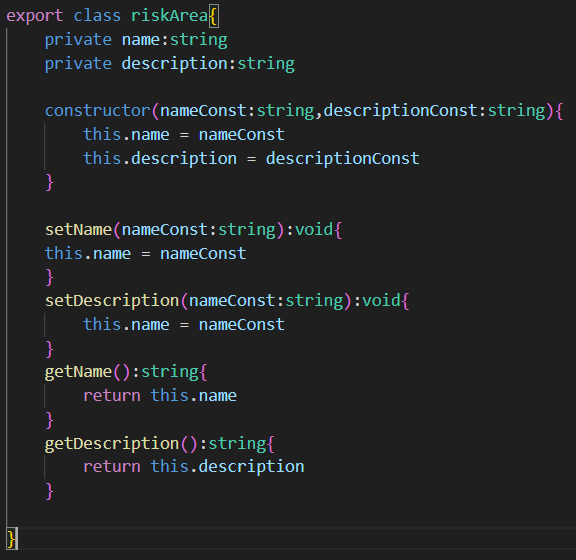 export class riskArea{
    private name:string
    private description:string

    constructor(nameConst:string,descriptionConst:string){
        this.name = nameConst
        this.description = descriptionConst
    }

    setName(nameConst:string):void{
    this.name = nameConst
    }
    setDescription(nameConst:string):void{
        this.name = nameConst
    }
    getName():string{
        return this.name
    }
    getDescription():string{
        return this.description
    }

}